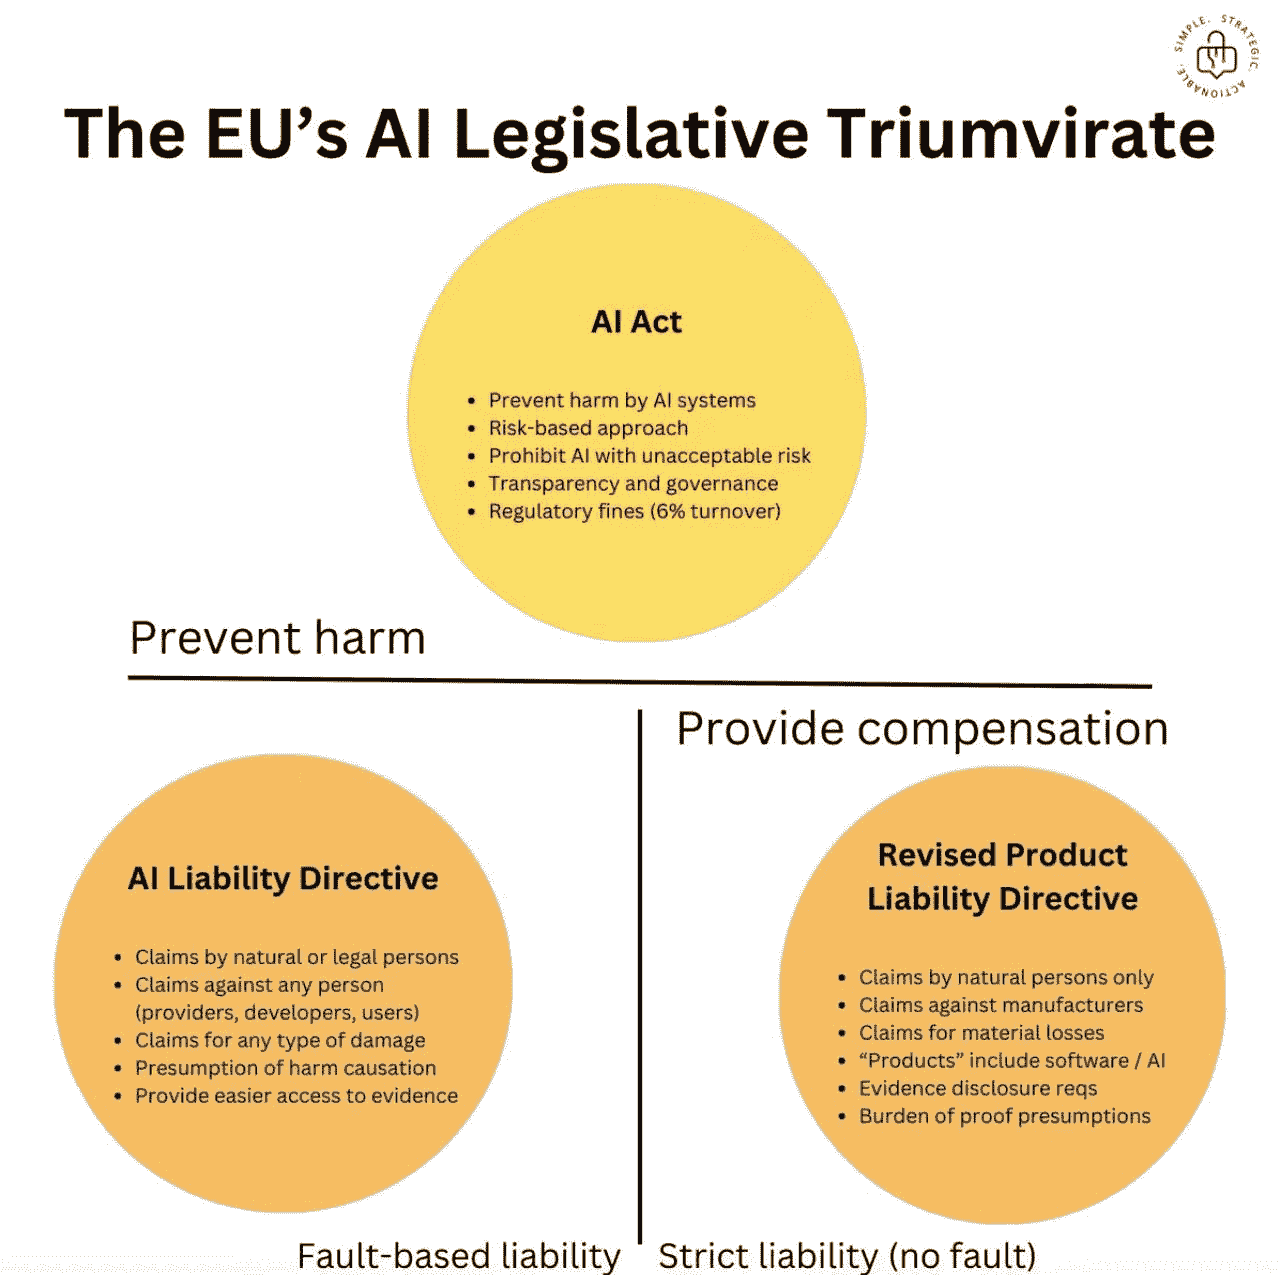 SIMPLE. STRATEGIC. ACTIONABLE.
The EU’s AI Legislative Triumvirate
AI Act
• Prevent harm by AI systems
• Risk-based approach
• Prohibit AI with unacceptable risk
• Transparency and governance
• Regulatory fines (6% turnover)
Prevent harm
Provide compensation
AI Liability Directive
• Claims by natural or legal persons
• Claims against any person
(providers, developers, users)
• Claims for any type of damage
• Presumption of harm causation
• Provide easier access to evidence
Revised Product
Liability Directive
• Claims by natural persons only
• Claims against manufacturers
• Claims for material losses
• “Products” include software / AI
• Evidence disclosure reqs
• Burden of proof presumptions
Fault-based liability
Strict liability (no fault)